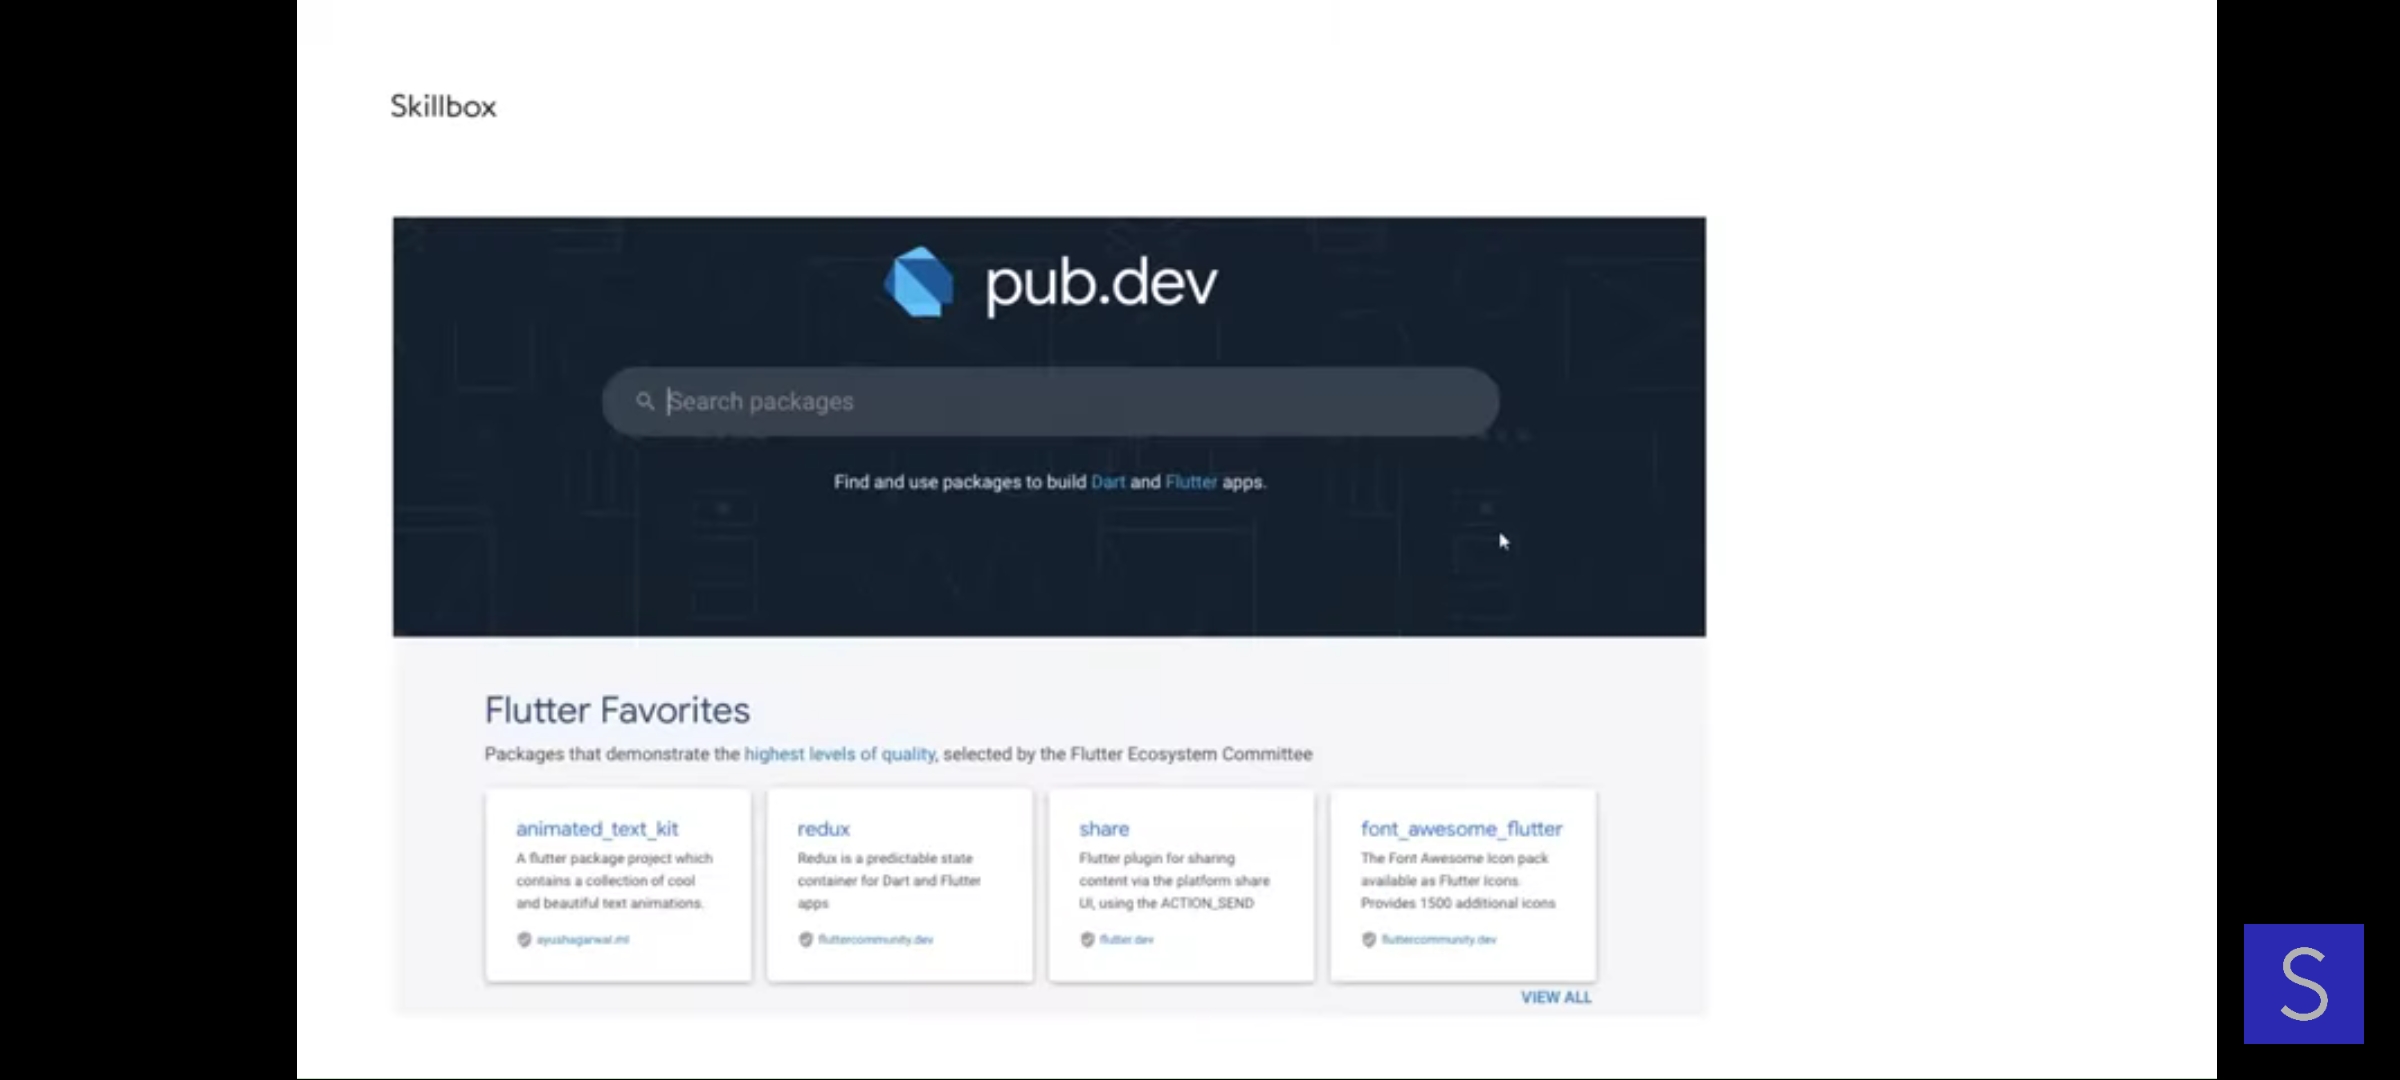 Skillbox
pub.dev
Search packages
Find and use packages to build Dart and Flutter apps.
Flutter Favorites
Packages that demonstrate the highest levels of quality, selected by the Flutter Ecosystem Committee
animated_text_kit
A flutter package project which
contains a collection of cool
and beautiful text animations.
ayushagarwal.ml
redux
Redux is a predictable state
container for Dart and Flutter
apps
fluttercommunity.dev
share
Flutter plugin for sharing
content via the platform share
UI, using the ACTION_SEND
flutter.dev
font_awesome_flutter
The Font Awesome Icon pack
available as Flutter Icons.
Provides 1500 additional icons
fluttercommunity.dev
VIEW ALL
S